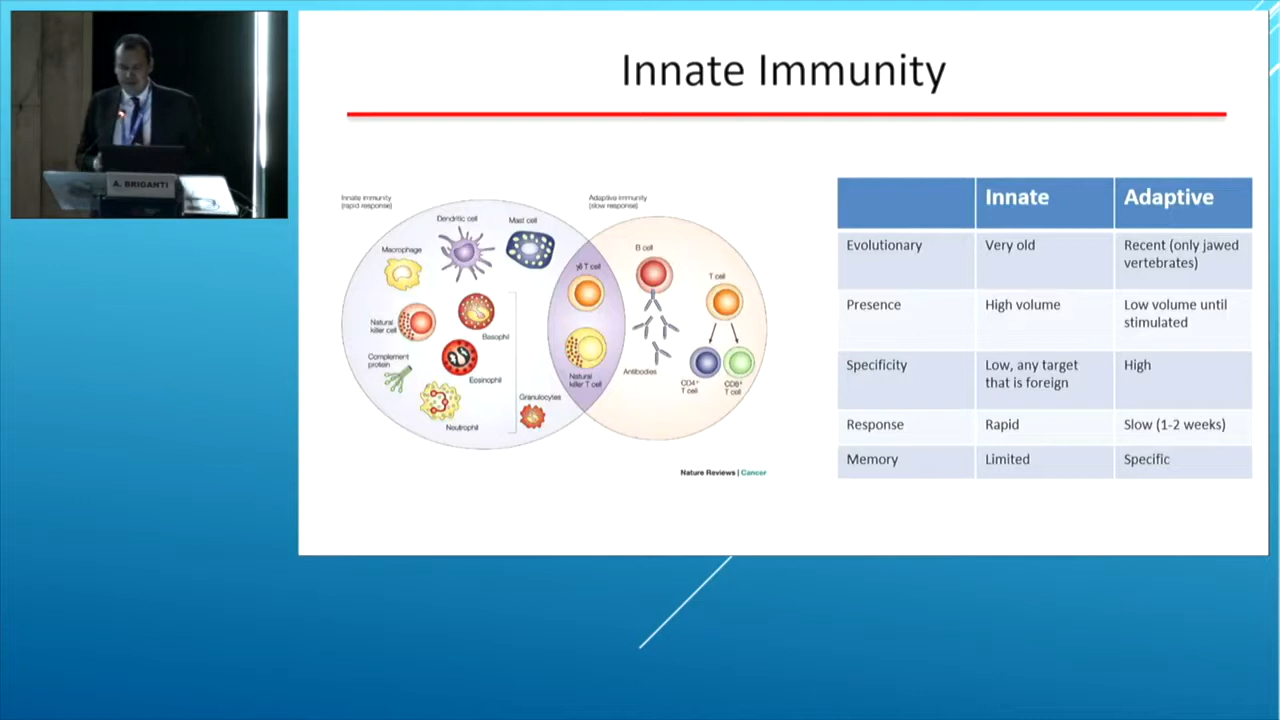 A. BRIGANTI
Innate Immunity
Innate immunity
(rapid response)
Adaptive immunity
(slow response)
Dendritic cell
Mast cell
Macrophage
γδ T cell
B cell
T cell
Natural
killer cell
Basophil
Complement
protein
Eosinophil
Natural
killer T cell
Antibodies
CD4+
T cell
CD8+
T cell
Granulocytes
Neutrophil
Nature Reviews | Cancer
Innate Adaptive
Evolutionary Very old Recent (only jawed
vertebrates)
Presence High volume Low volume until
stimulated
Specificity Low, any target High
that is foreign
Response Rapid Slow (1-2 weeks)
Memory Limited Specific